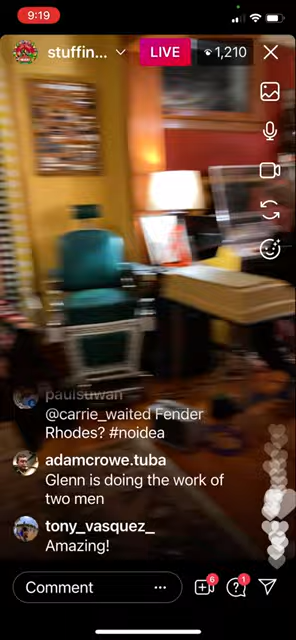 9:19
stuffin...
LIVE
1,210
paulsuwan
@carrie_waited Fender
Rhodes? #noidea
adamcrowe.tuba
Glenn is doing the work of
two men
tony_vasquez_
Amazing!
Comment
6
?
1